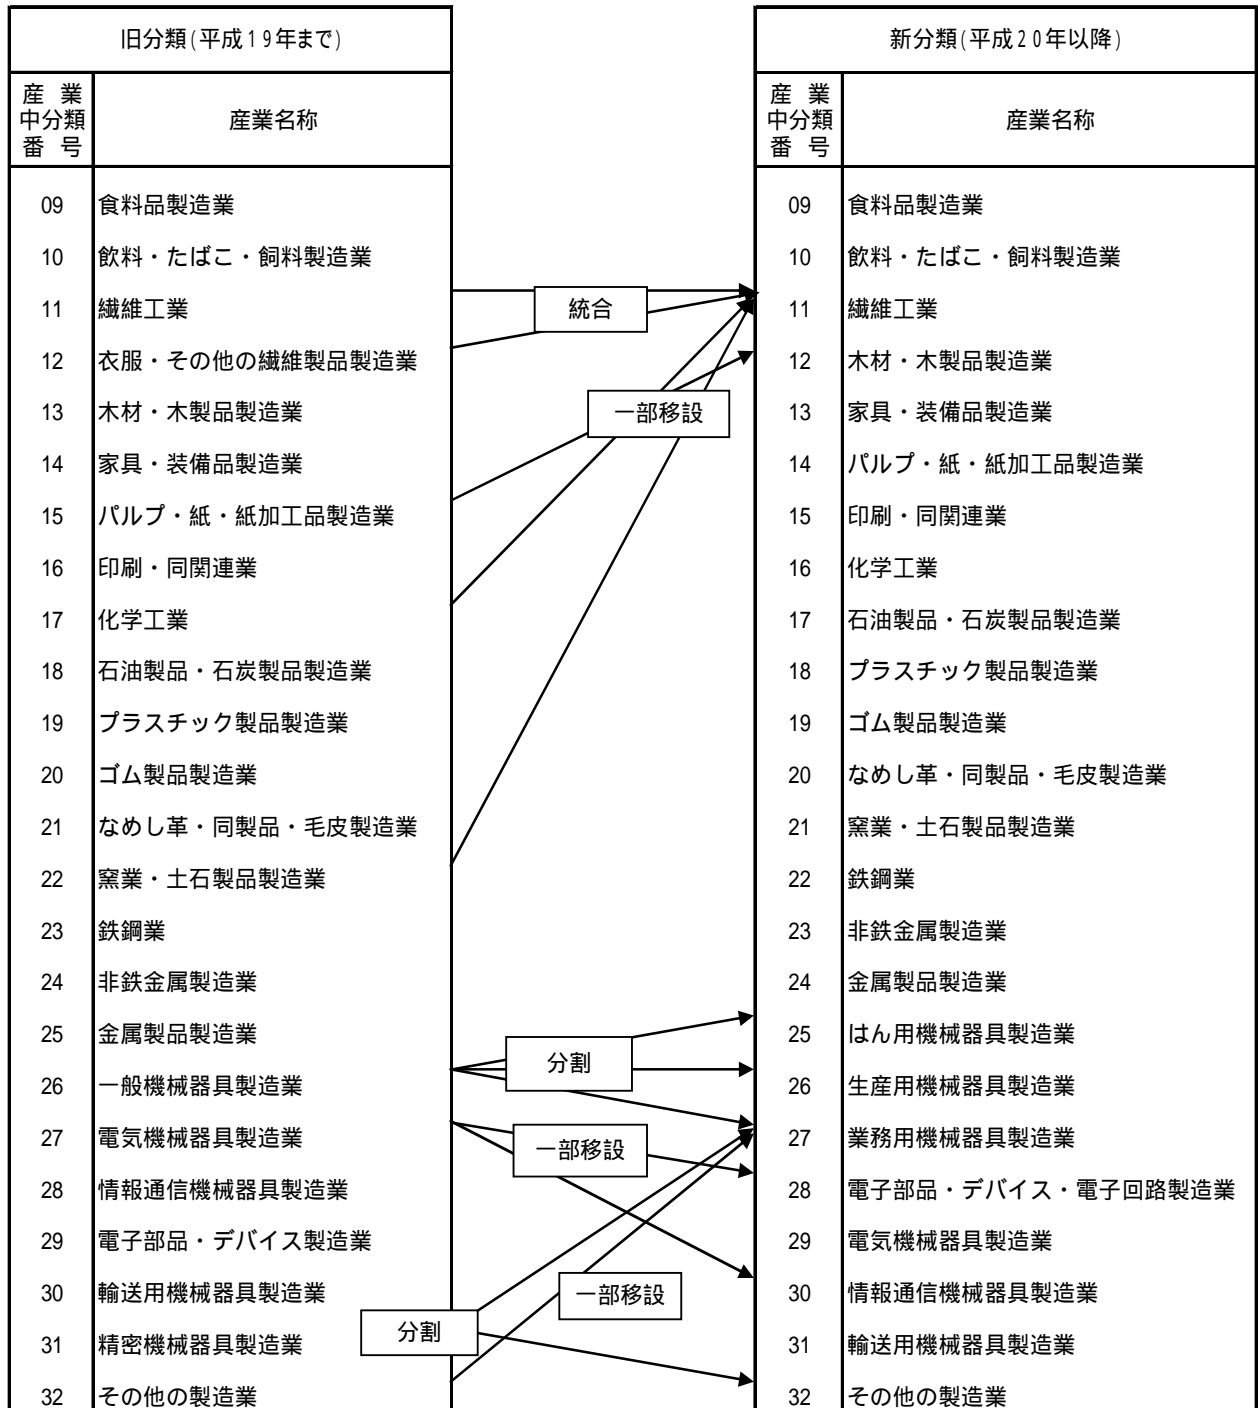 旧分類(平成19年まで)
産 業
中分類
番 号
産業名称
09 食料品製造業
10 飲料・たばこ・飼料製造業
11 繊維工業
12 衣服・その他の繊維製品製造業
13 木材・木製品製造業
14 家具・装備品製造業
15 パルプ・紙・紙加工品製造業
16 印刷・同関連業
17 化学工業
18 石油製品・石炭製品製造業
19 プラスチック製品製造業
20 ゴム製品製造業
21 なめし革・同製品・毛皮製造業
22 窯業・土石製品製造業
23 鉄鋼業
24 非鉄金属製造業
25 金属製品製造業
26 一般機械器具製造業
27 電気機械器具製造業
28 情報通信機械器具製造業
29 電子部品・デバイス製造業
30 輸送用機械器具製造業
31 精密機械器具製造業
32 その他の製造業
統合
一部移設
分割
一部移設
一部移設
分割
新分類(平成20年以降)
産 業
中分類
番 号
産業名称
09 食料品製造業
10 飲料・たばこ・飼料製造業
11 繊維工業
12 木材・木製品製造業
13 家具・装備品製造業
14 パルプ・紙・紙加工品製造業
15 印刷・同関連業
16 化学工業
17 石油製品・石炭製品製造業
18 プラスチック製品製造業
19 ゴム製品製造業
20 なめし革・同製品・毛皮製造業
21 窯業・土石製品製造業
22 鉄鋼業
23 非鉄金属製造業
24 金属製品製造業
25 はん用機械器具製造業
26 生産用機械器具製造業
27 業務用機械器具製造業
28 電子部品・デバイス・電子回路製造業
29 電気機械器具製造業
30 情報通信機械器具製造業
31 輸送用機械器具製造業
32 その他の製造業